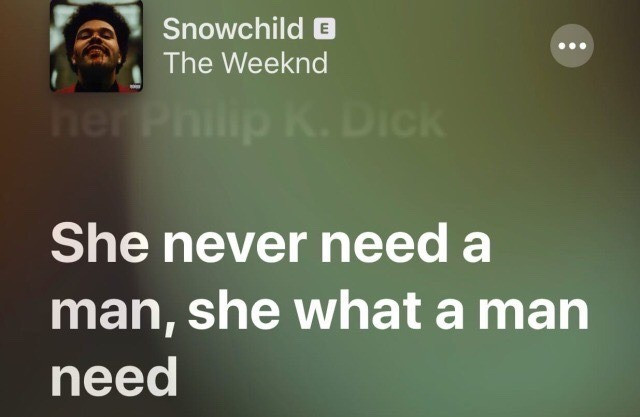 Snowchild E
The Weeknd
her Philip K. Dick
She never need a
man, she what a man
need